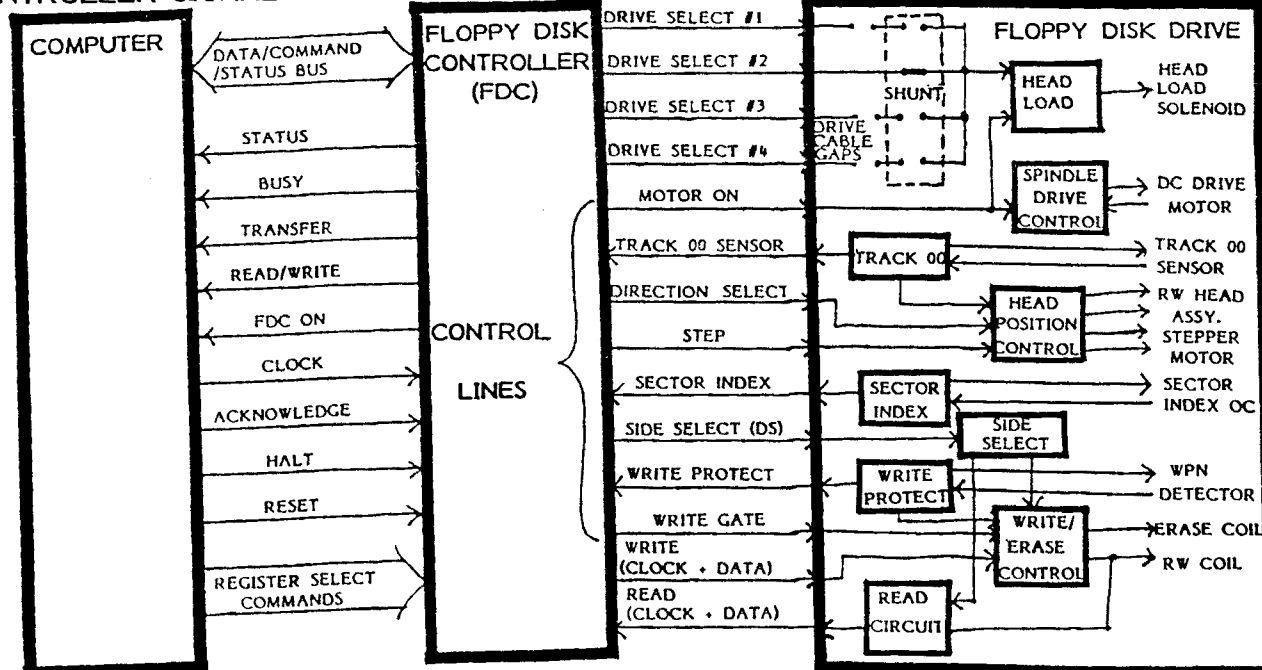 COMPUTER
DATA/COMMAND
/STATUS BUS
STATUS
BUSY
TRANSFER
READ/WRITE
FDC ON
CLOCK
ACKNOWLEDGE
HALT
RESET
REGISTER SELECT
COMMANDS
FLOPPY DISK
CONTROLLER
(FDC)
CONTROL
LINES
DRIVE SELECT #1
DRIVE SELECT #2
DRIVE SELECT #3
DRIVE SELECT #4
MOTOR ON
TRACK 00 SENSOR
DIRECTION SELECT
STEP
SECTOR INDEX
SIDE SELECT (DS)
WRITE PROTECT
WRITE GATE
WRITE
(CLOCK + DATA)
READ
(CLOCK + DATA)
FLOPPY DISK DRIVE
SHUNT
DRIVE
CABLE
GAPS
HEAD
LOAD
HEAD
LOAD
SOLENOID
SPINDLE
DRIVE
CONTROL
DC DRIVE
MOTOR
TRACK 00
TRACK 00
SENSOR
HEAD
POSITION
CONTROL
RW HEAD
ASSY.
STEPPER
MOTOR
SECTOR
INDEX
SECTOR
INDEX OC
SIDE
SELECT
WRITE
PROTECT
WPN
DETECTOR
WRITE/
ERASE
CONTROL
ERASE COIL
RW COIL
READ
CIRCUIT